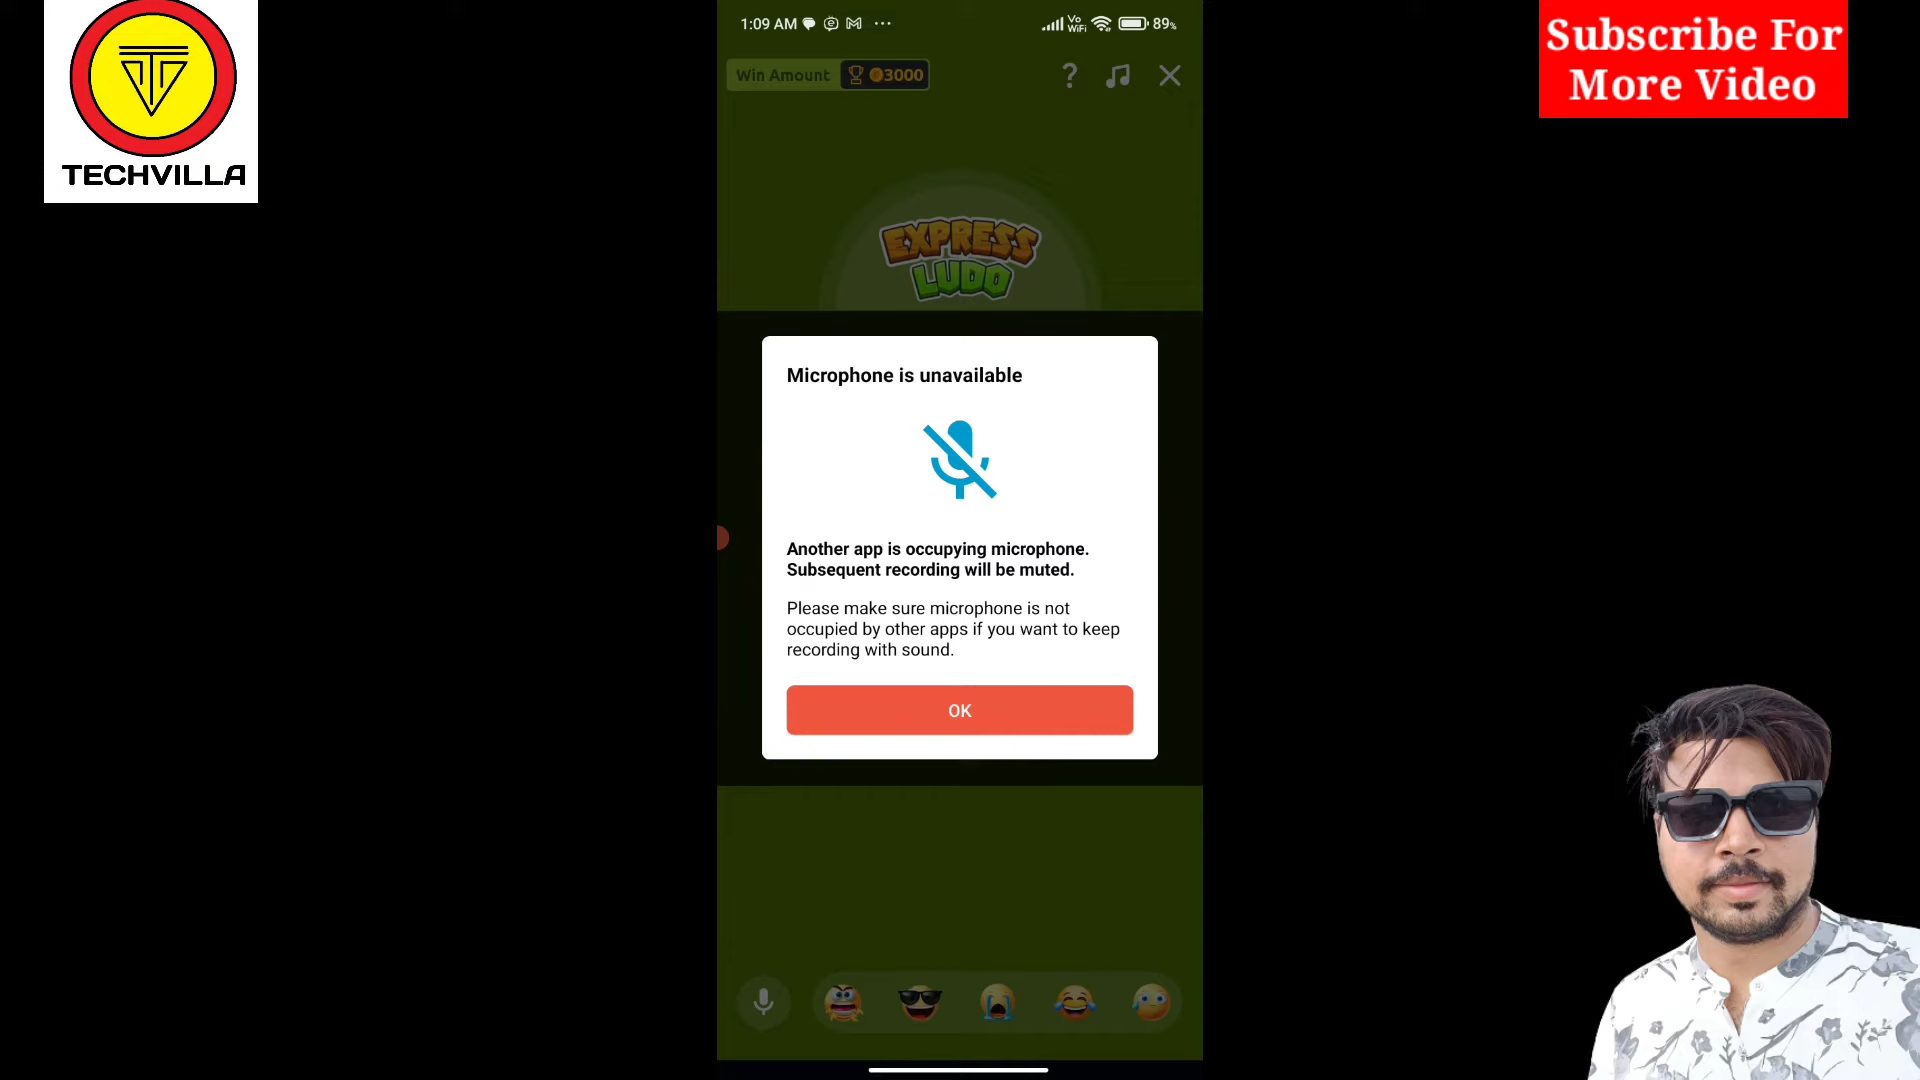 TECHVILLA
1:09 AM
Vo
WiFi
89%
Subscribe For
More Video
Win Amount
3000
EXPRESS
LUDO
Microphone is unavailable
Another app is occupying microphone.
Subsequent recording will be muted.
Please make sure microphone is not
occupied by other apps if you want to keep
recording with sound.
OK